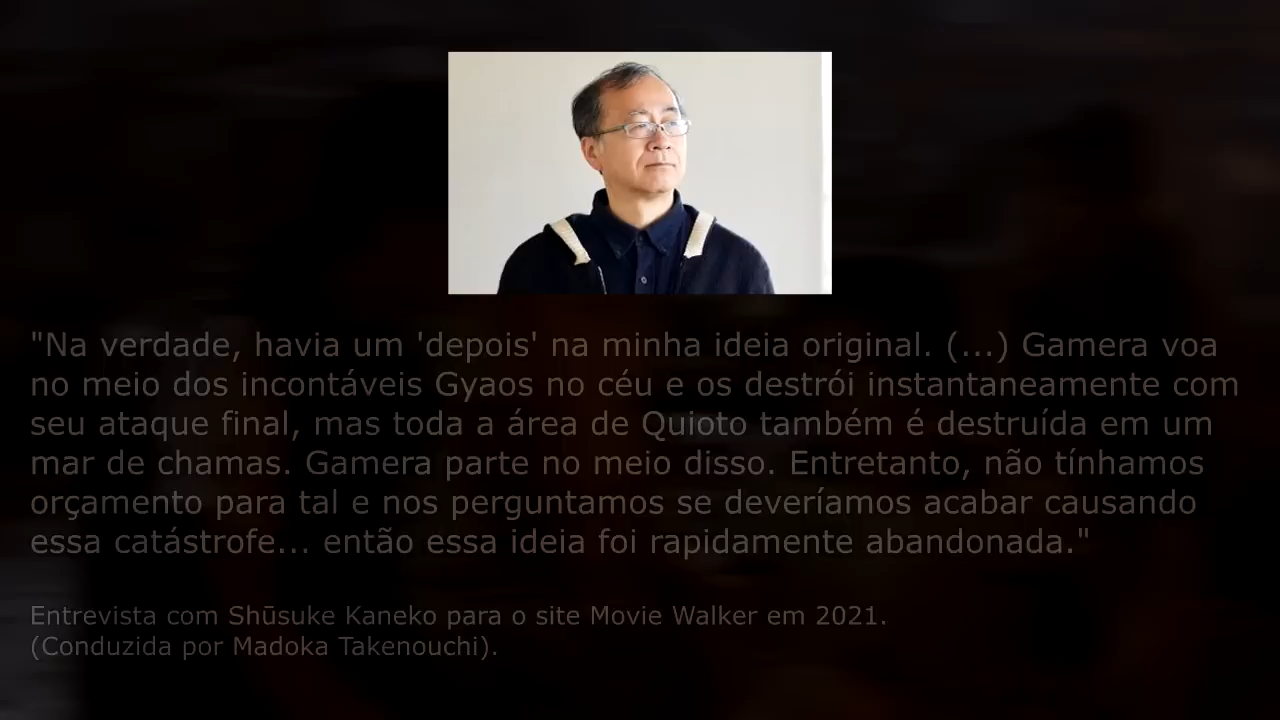 "Na verdade, havia um 'depois' na minha ideia original. (...) Gamera voa
no meio dos incontáveis Gyaos no céu e os destrói instantaneamente com
seu ataque final, mas toda a área de Quioto também é destruída em um
mar de chamas. Gamera parte no meio disso. Entretanto, não tínhamos
orçamento para tal e nos perguntamos se deveríamos acabar causando
essa catástrofe... então essa ideia foi rapidamente abandonada."
Entrevista com Shūsuke Kaneko para o site Movie Walker em 2021.
(Conduzida por Madoka Takenouchi).